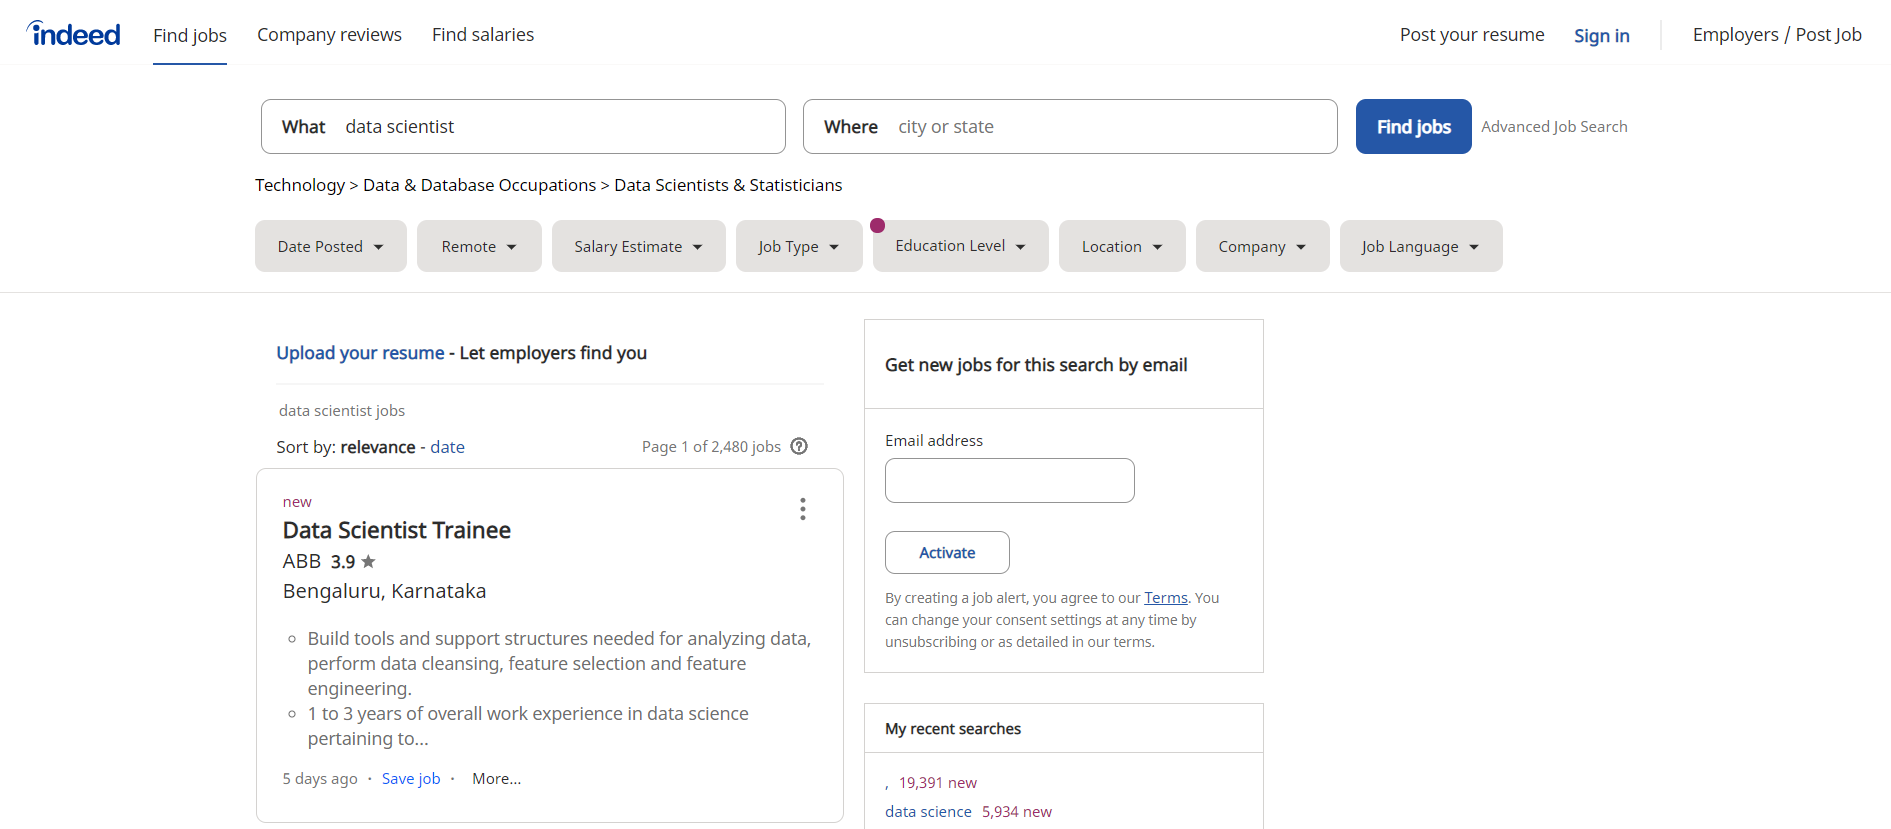 indeed
Find jobs
Company reviews
Find salaries
Post your resume
Sign in
Employers / Post Job
What data scientist
Where city or state
Find jobs
Advanced Job Search
Technology > Data & Database Occupations > Data Scientists & Statisticians
Date Posted
Remote
Salary Estimate
Job Type
Education Level
Location
Company
Job Language
Upload your resume - Let employers find you
data scientist jobs
Sort by: relevance - date
Page 1 of 2,480 jobs
new
Data Scientist Trainee
ABB 3.9 ★
Bengaluru, Karnataka
Build tools and support structures needed for analyzing data,
perform data cleansing, feature selection and feature
engineering.
1 to 3 years of overall work experience in data science
pertaining to...
5 days ago · Save job · More...
Get new jobs for this search by email
Email address
Activate
By creating a job alert, you agree to our Terms. You
can change your consent settings at any time by
unsubscribing or as detailed in our terms.
My recent searches
, 19,391 new
data science 5,934 new